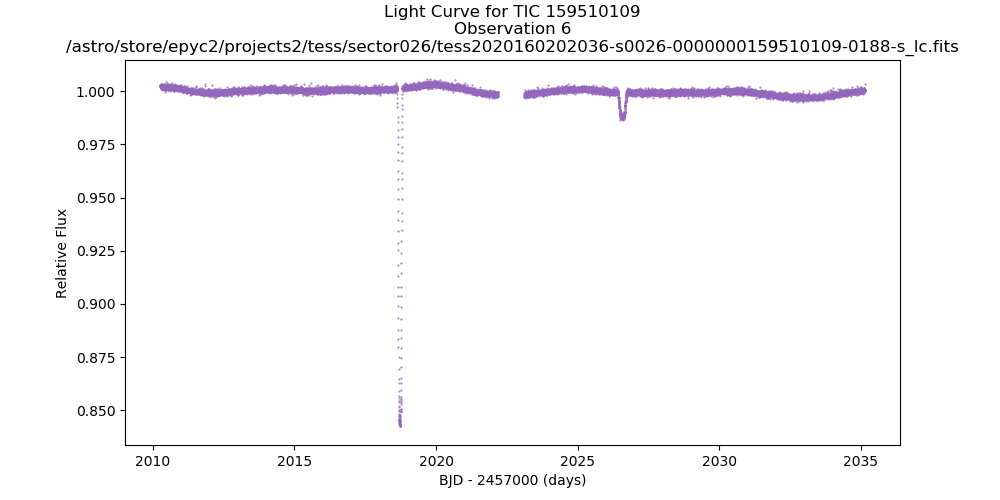 Light Curve for TIC 159510109
Observation 6
/astro/store/epyc2/projects2/tess/sector026/tess2020160202036-s0026-0000000159510109-0188-s_lc.fits
1.000
0.975
0.950
0.925
0.900
0.875
0.850
Relative Flux
2010
2015
2020
2025
2030
2035
BJD - 2457000 (days)